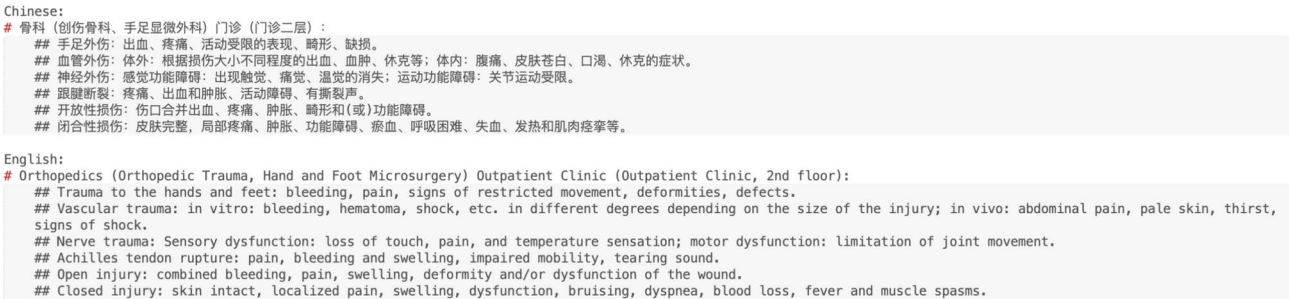 Chinese:
# 骨科（创伤骨科、手足显微外科）门诊（门诊二层）：
## 手足外伤：出血、疼痛、活动受限的表现、畸形、缺损。
## 血管外伤：体外：根据损伤大小不同程度的出血、血肿、休克等；体内：腹痛、皮肤苍白、口渴、休克的症状。
## 神经外伤：感觉功能障碍：出现触觉、痛觉、温觉的消失；运动功能障碍：关节运动受限。
## 跟腱断裂：疼痛、出血和肿胀、活动障碍、有撕裂声。
## 开放性损伤：伤口合并出血、疼痛、肿胀、畸形和(或)功能障碍。
## 闭合性损伤：皮肤完整，局部疼痛、肿胀、功能障碍、瘀血、呼吸困难、失血、发热和肌肉痉挛等。
English:
# Orthopedics (Orthopedic Trauma, Hand and Foot Microsurgery) Outpatient Clinic (Outpatient Clinic, 2nd floor):
## Trauma to the hands and feet: bleeding, pain, signs of restricted movement, deformities, defects.
## Vascular trauma: in vitro: bleeding, hematoma, shock, etc. in different degrees depending on the size of the injury; in vivo: abdominal pain, pale skin, thirst,
signs of shock.
## Nerve trauma: Sensory dysfunction: loss of touch, pain, and temperature sensation; motor dysfunction: limitation of joint movement.
## Achilles tendon rupture: pain, bleeding and swelling, impaired mobility, tearing sound.
## Open injury: combined bleeding, pain, swelling, deformity and/or dysfunction of the wound.
## Closed injury: skin intact, localized pain, swelling, dysfunction, bruising, dyspnea, blood loss, fever and muscle spasms.